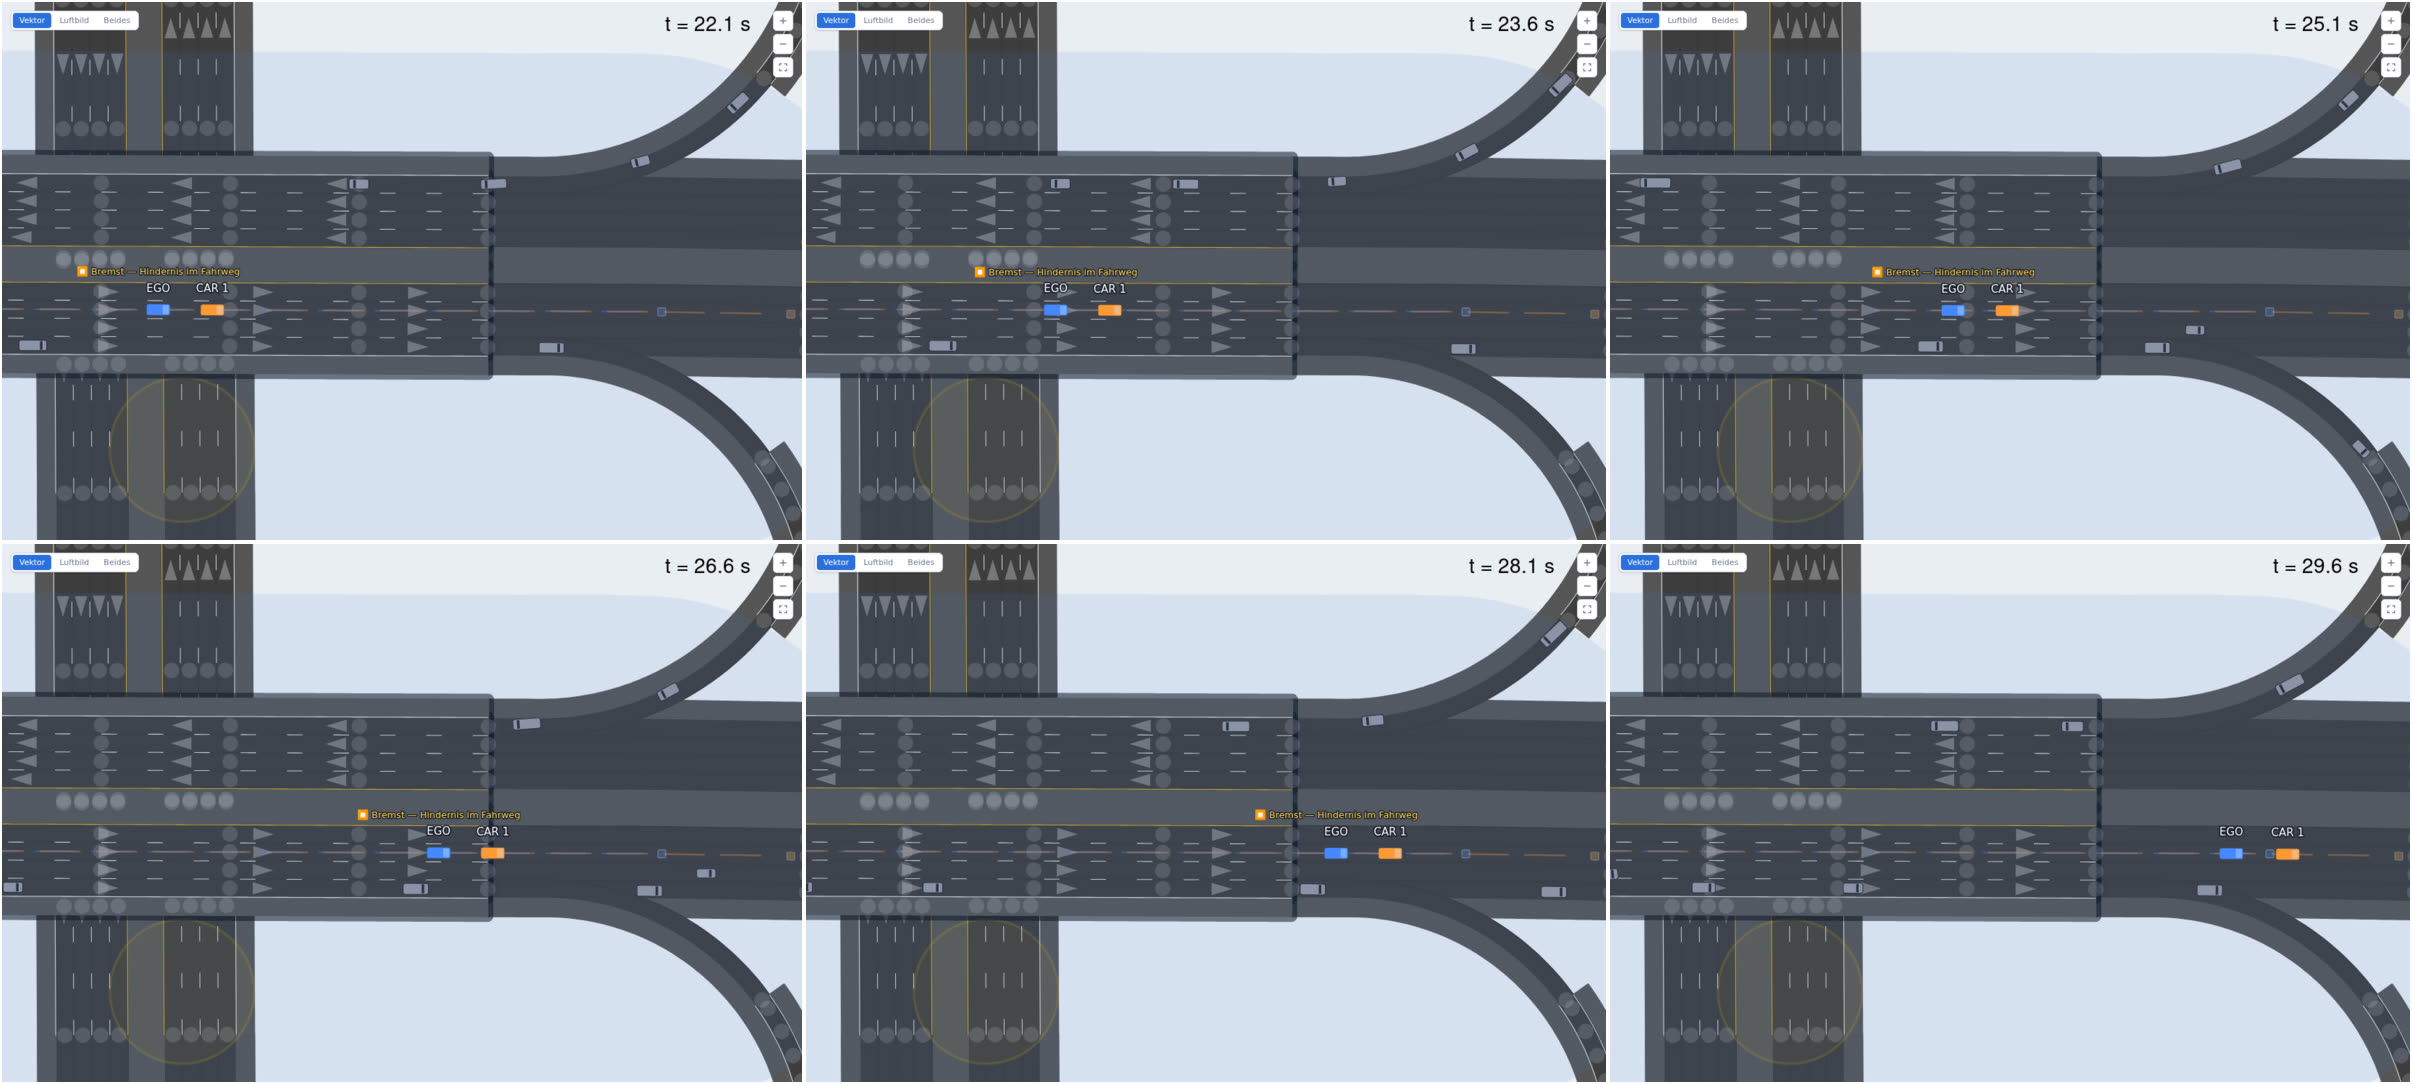 Vektor Luftbild Beides
t = 22.1 s
+
−
Bremst — Hindernis im Fahrweg
EGO CAR 1
Vektor Luftbild Beides
t = 23.6 s
+
−
Bremst — Hindernis im Fahrweg
EGO CAR 1
Vektor Luftbild Beides
t = 25.1 s
+
−
Bremst — Hindernis im Fahrweg
EGO CAR 1
Vektor Luftbild Beides
t = 26.6 s
+
−
Bremst — Hindernis im Fahrweg
EGO CAR 1
Vektor Luftbild Beides
t = 28.1 s
+
−
Bremst — Hindernis im Fahrweg
EGO CAR 1
Vektor Luftbild Beides
t = 29.6 s
+
−
EGO CAR 1